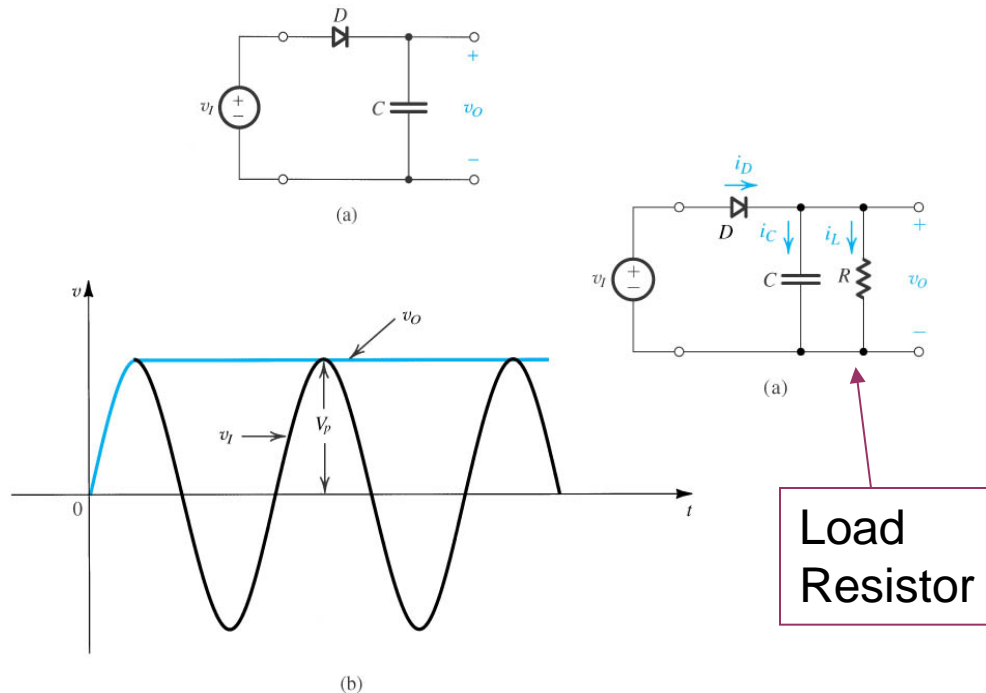 D
+
v_I
+
−
C
v_O
−
(a)
i_D
D
i_C
i_L
+
v_I
+
−
C
R
v_O
−
(a)
v
v_O
v_I
V_p
0
t
(b)
Load
Resistor